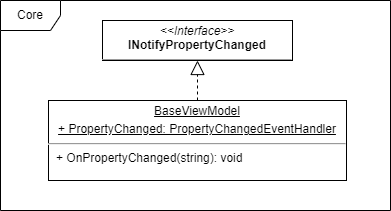 Core
<<Interface>>
INotifyPropertyChanged
BaseViewModel
+ PropertyChanged: PropertyChangedEventHandler
+ OnPropertyChanged(string): void